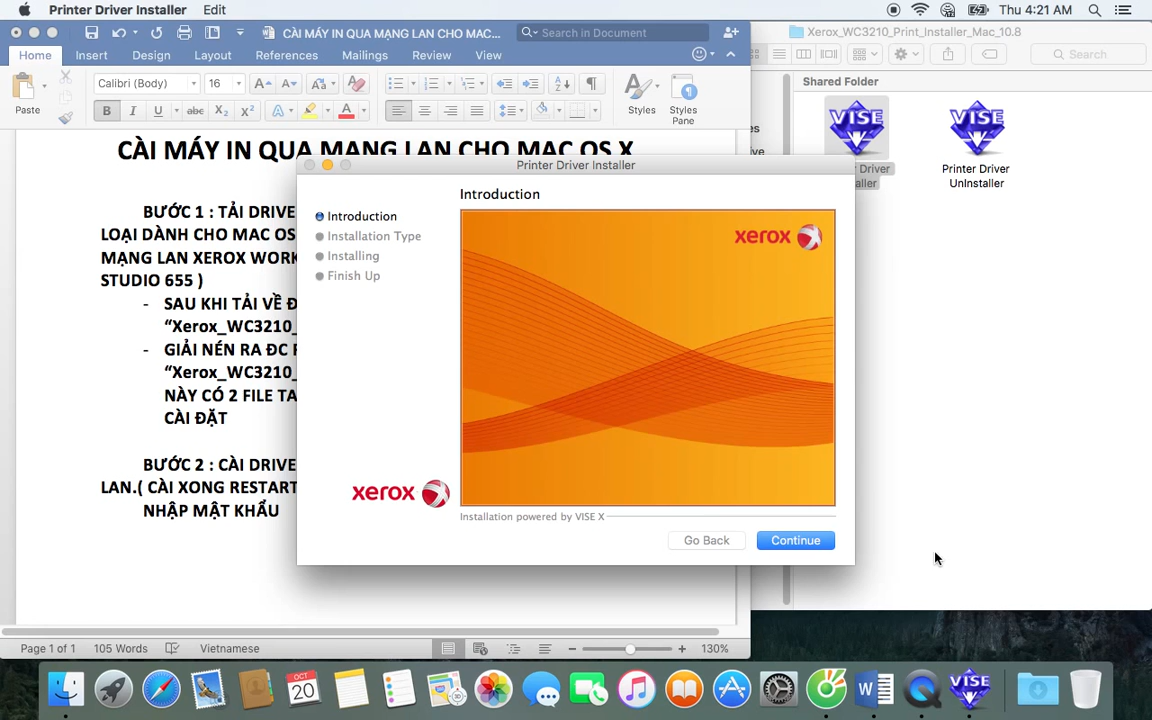 Printer Driver Installer Edit
Thu 4:21 AM
CÀI MÁY IN QUA MẠNG LAN CHO MAC...
Search in Document
Xerox_WC3210_Print_Installer_Mac_10.8
Home Insert Design Layout References Mailings Review View
Search
Calibri (Body) 16
Paste
Styles
Styles Pane
Shared Folder
Driver
aller
Printer Driver
UnInstaller
CÀI MÁY IN QUA MẠNG LAN CHO MAC OS X
BƯỚC 1 : TẢI DRIVE
LOẠI DÀNH CHO MAC OS
MẠNG LAN XEROX WORK
STUDIO 655 )
- SAU KHI TẢI VỀ Đ
“Xerox_WC3210_
- GIẢI NÉN RA ĐC
“Xerox_WC3210_
NÀY CÓ 2 FILE TA
CÀI ĐẶT
BƯỚC 2 : CÀI DRIVE
LAN.( CÀI XONG RESTART
NHẬP MẬT KHẨU
Printer Driver Installer
Introduction
Introduction
Installation Type
Installing
Finish Up
xerox
xerox
Installation powered by VISE X
Go Back Continue
VISE
VISE
Page 1 of 1 105 Words Vietnamese 130%
OCT
20
VISE